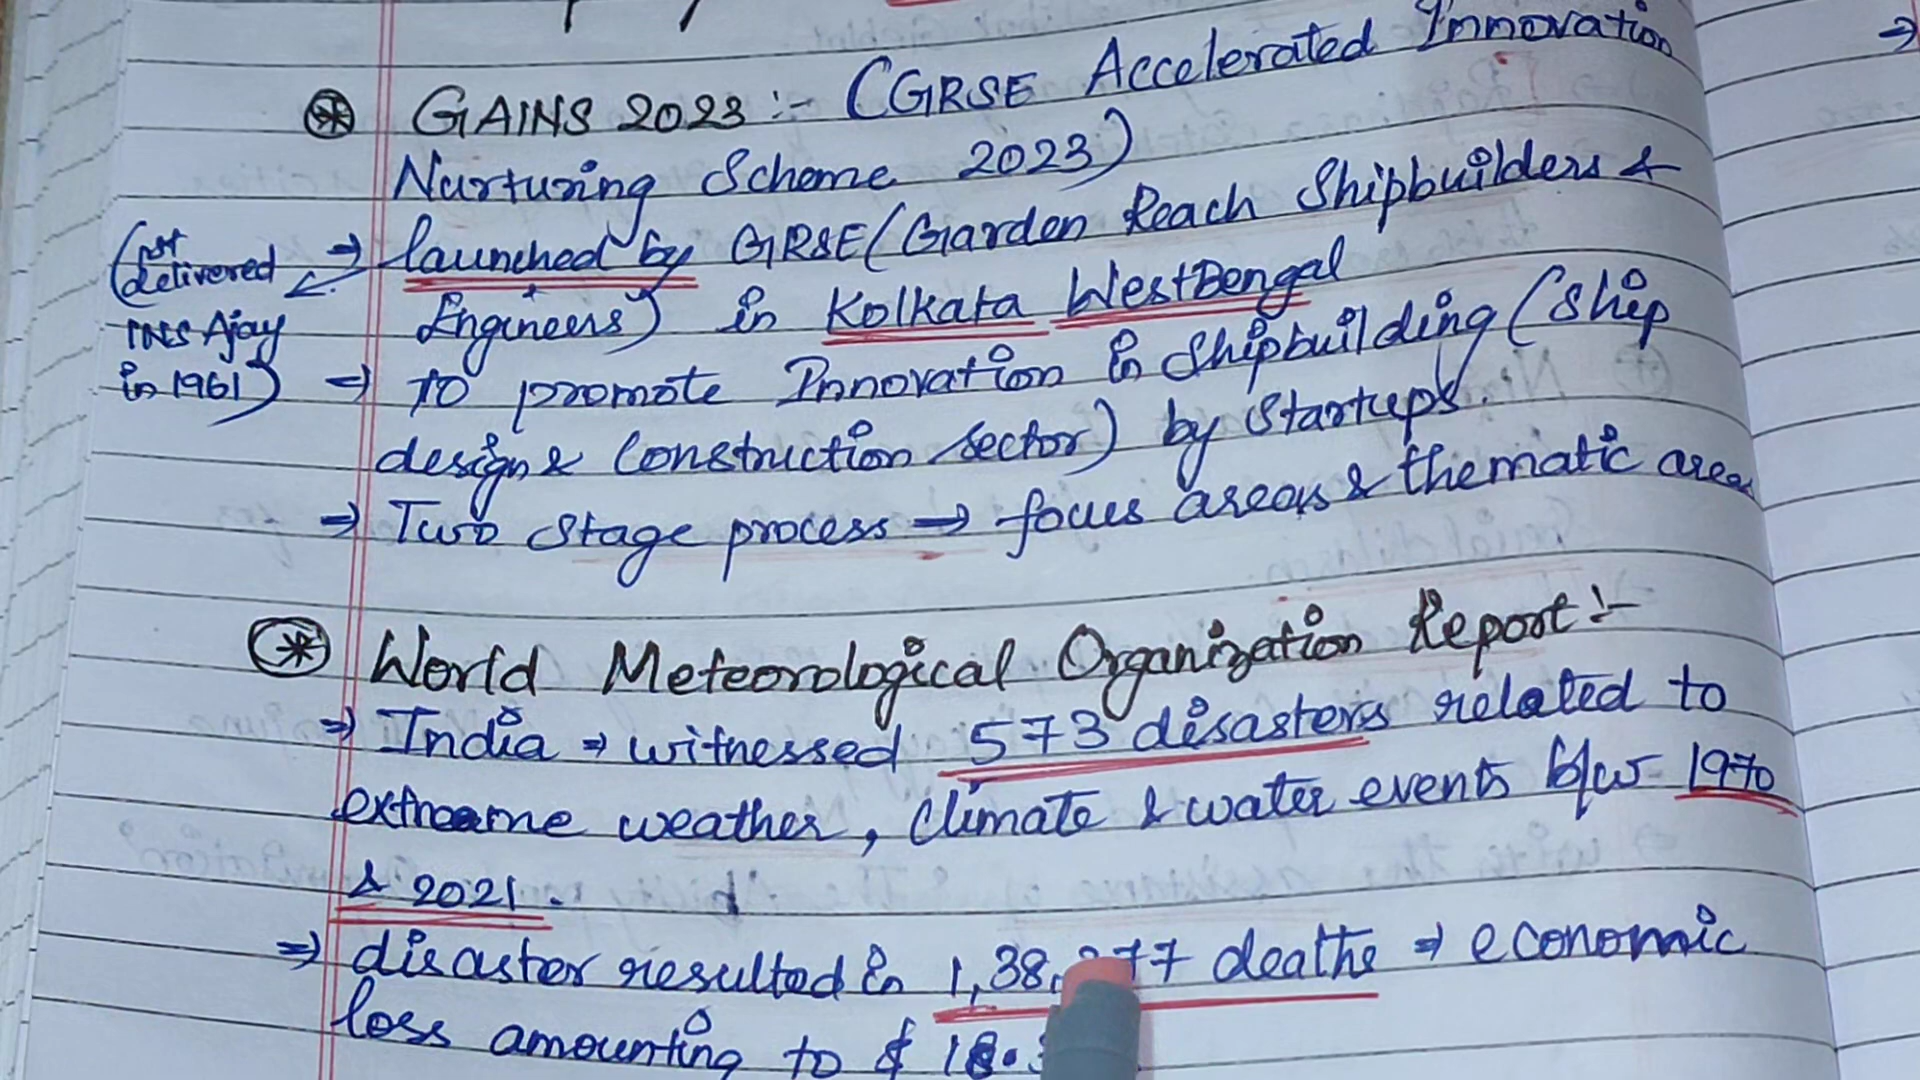 GAINS 2023 :- (GRSE Accelerated Innovation
Nurturing Scheme 2023)
⇒ launched by GRSE (Garden Reach Shipbuilders &
Engineers) in Kolkata WestBengal
(1st
delivered
INS Ajay
in 1961)
⇒ to promote Innovation in Shipbuilding (Ship
design & Construction Sector) by Startups.
⇒ Two stage process → focus areas & thematic areas
World Meteorological Organization Report :-
⇒ India ⇒ witnessed 573 disasters related to
extreme weather, climate & water events b/w 1970
& 2021.
⇒ disaster resulted in deaths ⇒ economic
loss amounting to $